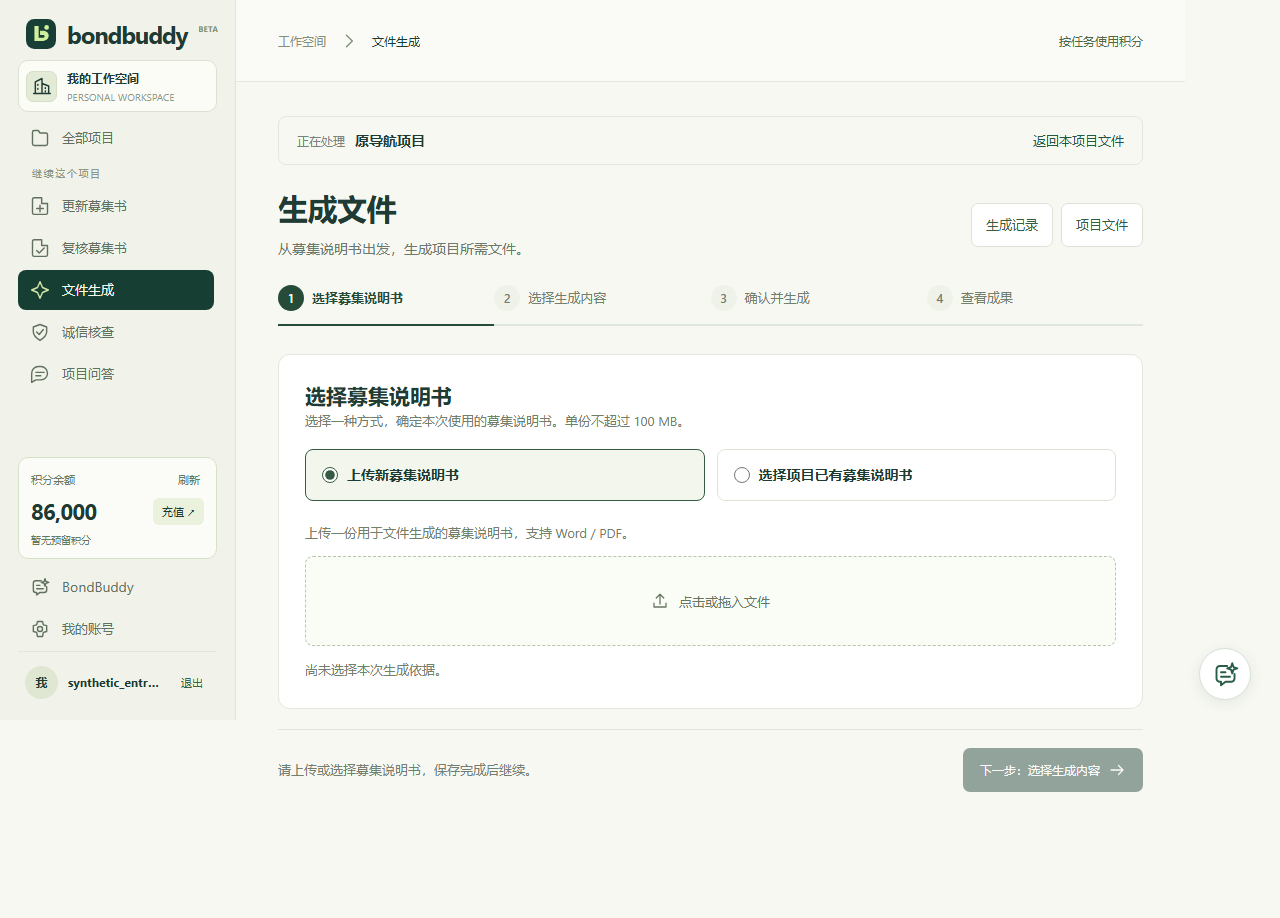 bondbuddy BETA
我的工作空间
PERSONAL WORKSPACE
全部项目
继续这个项目
更新募集书
复核募集书
文件生成
诚信核查
项目问答
积分余额 刷新
86,000 充值 ↗
暂无预留积分
BondBuddy
我的账号
我 synthetic_entr... 退出
工作空间 文件生成 按任务使用积分
正在处理 原导航项目 返回本项目文件
生成文件
从募集说明书出发，生成项目所需文件。
生成记录 项目文件
1 选择募集说明书 2 选择生成内容 3 确认并生成 4 查看成果
选择募集说明书
选择一种方式，确定本次使用的募集说明书。单份不超过 100 MB。
上传新募集说明书 选择项目已有募集说明书
上传一份用于文件生成的募集说明书，支持 Word / PDF。
点击或拖入文件
尚未选择本次生成依据。
请上传或选择募集说明书，保存完成后继续。 下一步：选择生成内容 →